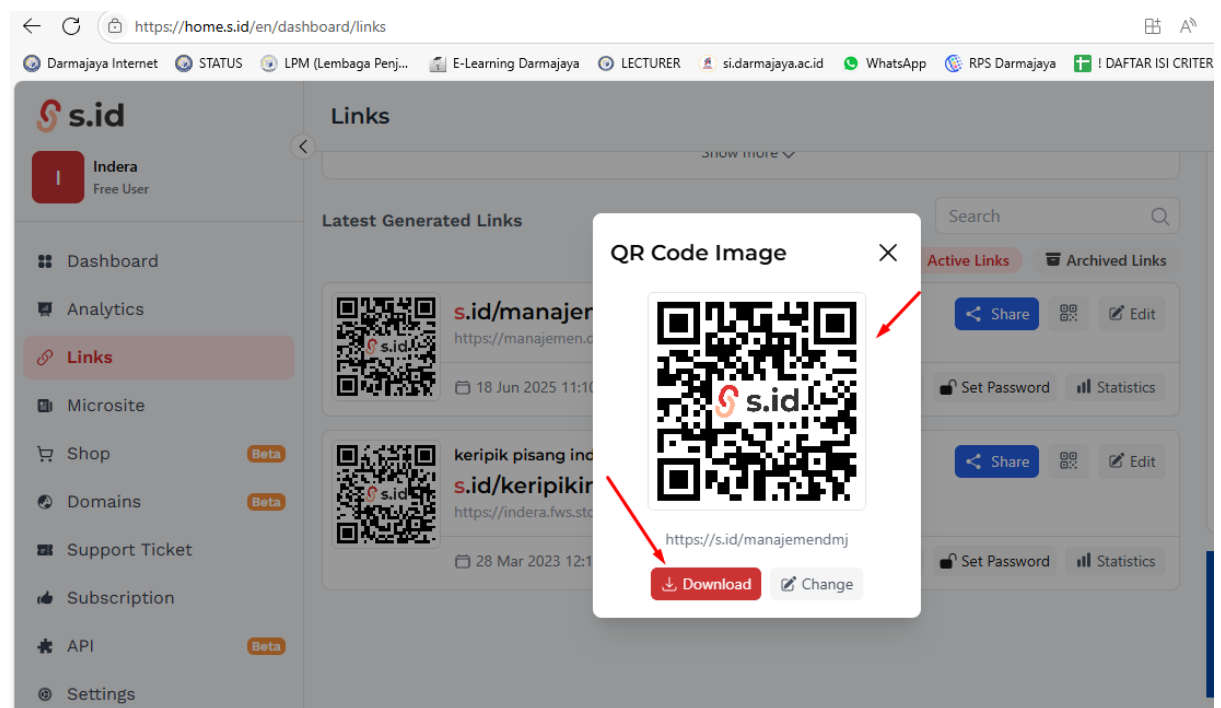 https://home.s.id/en/dashboard/links
Darmajaya Internet STATUS LPM (Lembaga Penj... E-Learning Darmajaya LECTURER si.darmajaya.ac.id WhatsApp RPS Darmajaya ! DAFTAR ISI CRITER
s.id
Links
I
Indera
Free User
Show more
Latest Generated Links
Search
Active Links
Archived Links
Dashboard
Analytics
Links
Microsite
Shop Beta
Domains Beta
Support Ticket
Subscription
API Beta
Settings
s.id
s.id/manajer
https://manajemen.c
18 Jun 2025 11:10
Share
Edit
Set Password
Statistics
s.id
keripik pisang ind
s.id/keripikir
https://indera.fws.sto
28 Mar 2023 12:1
Share
Edit
Set Password
Statistics
QR Code Image
s.id
https://s.id/manajemendmj
Download
Change